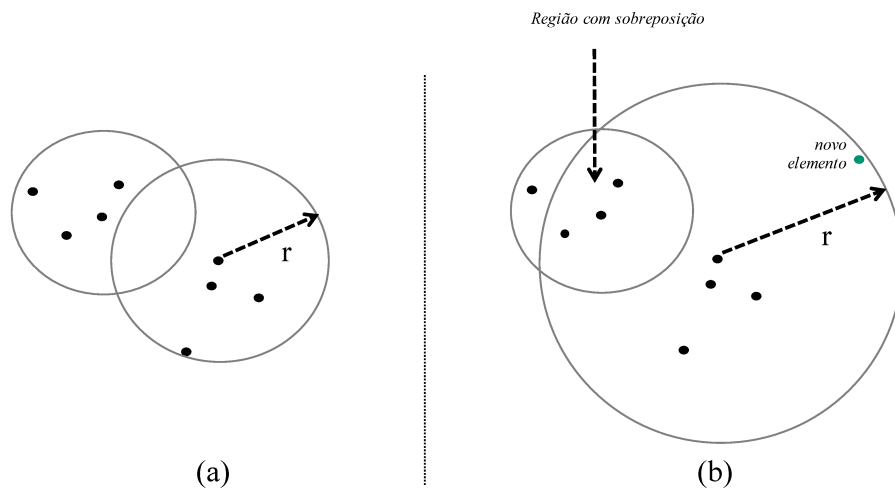 Região com sobreposição
novo
elemento
r
r
(a)
(b)